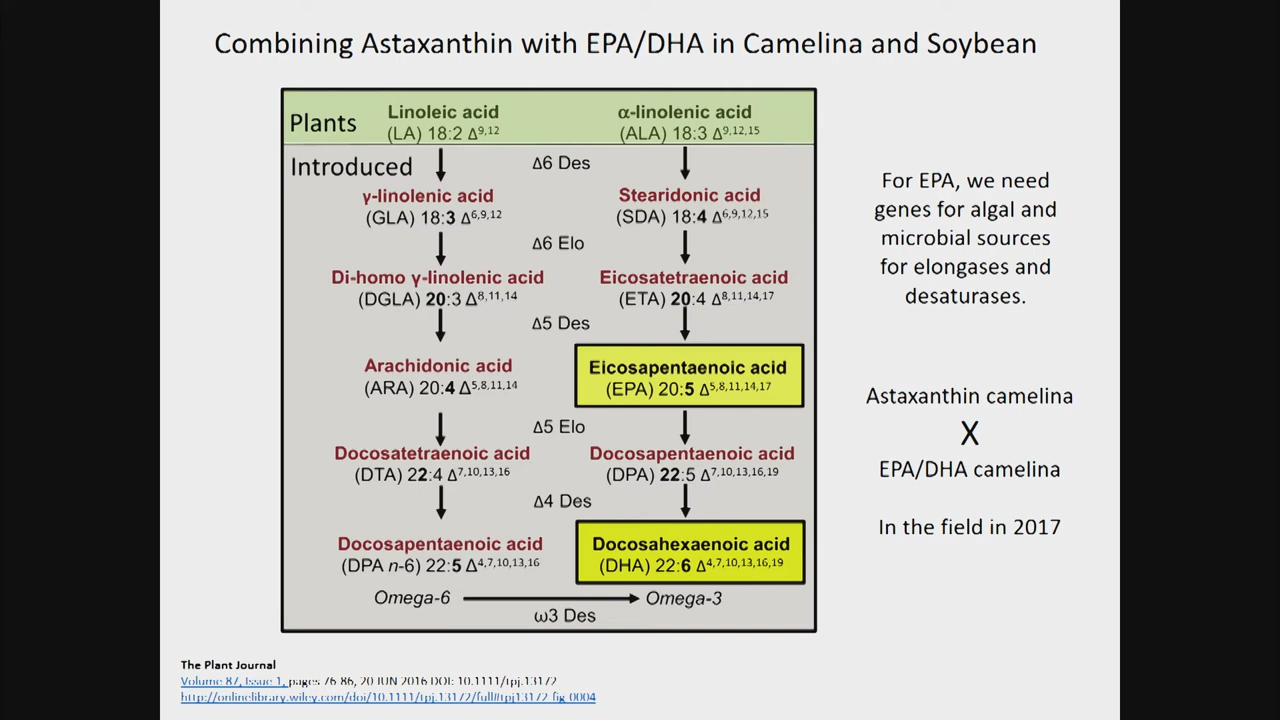 Combining Astaxanthin with EPA/DHA in Camelina and Soybean
Plants
Linoleic acid
(LA) 18:2 Δ9,12
α-linolenic acid
(ALA) 18:3 Δ9,12,15
Introduced
Δ6 Des
γ-linolenic acid
(GLA) 18:3 Δ6,9,12
Stearidonic acid
(SDA) 18:4 Δ6,9,12,15
Δ6 Elo
Di-homo γ-linolenic acid
(DGLA) 20:3 Δ8,11,14
Eicosatetraenoic acid
(ETA) 20:4 Δ8,11,14,17
Δ5 Des
Arachidonic acid
(ARA) 20:4 Δ5,8,11,14
Eicosapentaenoic acid
(EPA) 20:5 Δ5,8,11,14,17
Δ5 Elo
Docosatetraenoic acid
(DTA) 22:4 Δ7,10,13,16
Docosapentaenoic acid
(DPA) 22:5 Δ7,10,13,16,19
Δ4 Des
Docosapentaenoic acid
(DPA n-6) 22:5 Δ4,7,10,13,16
Docosahexaenoic acid
(DHA) 22:6 Δ4,7,10,13,16,19
Omega-6
Omega-3
ω3 Des
For EPA, we need
genes for algal and
microbial sources
for elongases and
desaturases.
Astaxanthin camelina
X
EPA/DHA camelina
In the field in 2017
The Plant Journal
Volume 87, Issue 1, pages 76-86, 20 JUN 2016 DOI: 10.1111/tpj.13172
http://onlinelibrary.wiley.com/doi/10.1111/tpj.13172/full#tpj13172-fig-0004